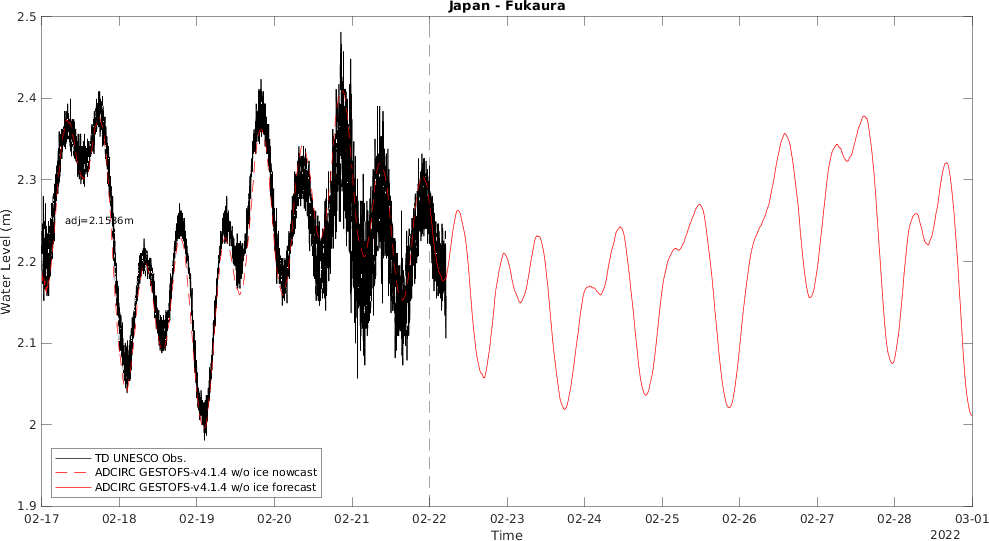 Japan - Fukaura
2.5
2.4
2.3
2.2
2.1
2
1.9
Water Level (m)
adj=2.1536m
TD UNESCO Obs.
ADCIRC GESTOFS-v4.1.4 w/o ice nowcast
ADCIRC GESTOFS-v4.1.4 w/o ice forecast
02-17 02-18 02-19 02-20 02-21 02-22 02-23 02-24 02-25 02-26 02-27 02-28 03-01
Time
2022